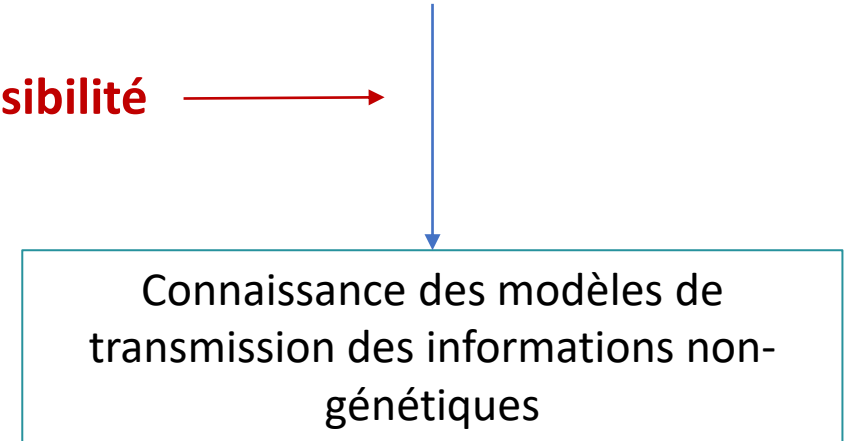 sibilité
Connaissance des modèles de
transmission des informations non-
génétiques